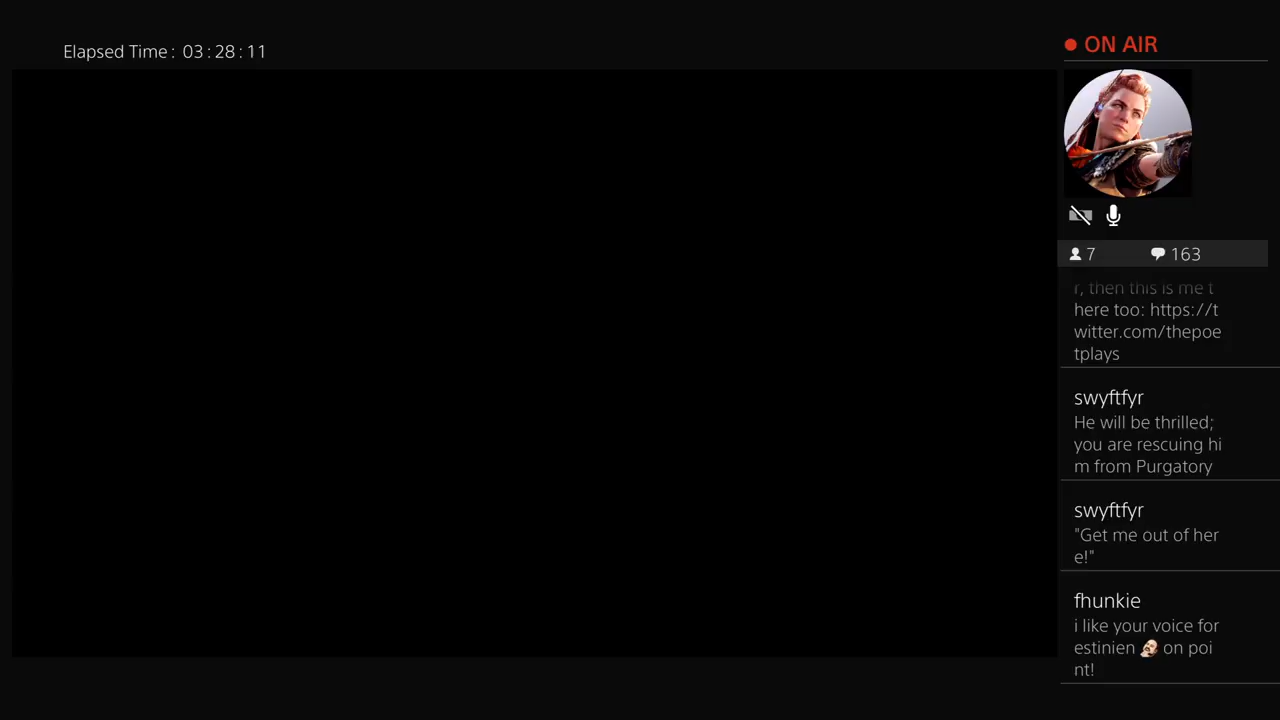 Elapsed Time: 03:28:11
ON AIR
7 163
r, then this is me t
here too: https://t
witter.com/thepoe
tplays
swyftfyr
He will be thrilled;
you are rescuing hi
m from Purgatory
swyftfyr
"Get me out of her
e!"
fhunkie
i like your voice for
estinien on poi
nt!